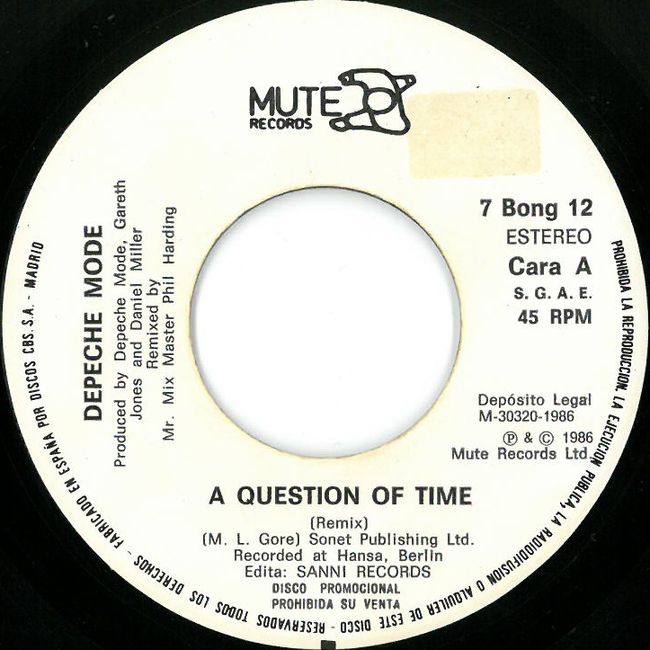 MUTE
RECORDS
7 Bong 12
ESTEREO
Cara A
S. G. A. E.
45 RPM
Depósito Legal
M-30320-1986
Ⓟ & © 1986
Mute Records Ltd.
DEPECHE MODE
Produced by Depeche Mode, Gareth
Jones and Daniel Miller
Remixed by
Mr. Mix Master Phil Harding
A QUESTION OF TIME
(Remix)
(M. L. Gore) Sonet Publishing Ltd.
Recorded at Hansa, Berlin
Edita: SANNI RECORDS
DISCO PROMOCIONAL
PROHIBIDA SU VENTA
PROHIBIDA LA REPRODUCCION, LA EJECUCION PUBLICA, LA RADIODIFUSION O ALQUILER DE ESTE DISCO - RESERVADOS TODOS LOS DERECHOS - FABRICADO EN ESPAÑA POR DISCOS CBS. S.A. - MADRID